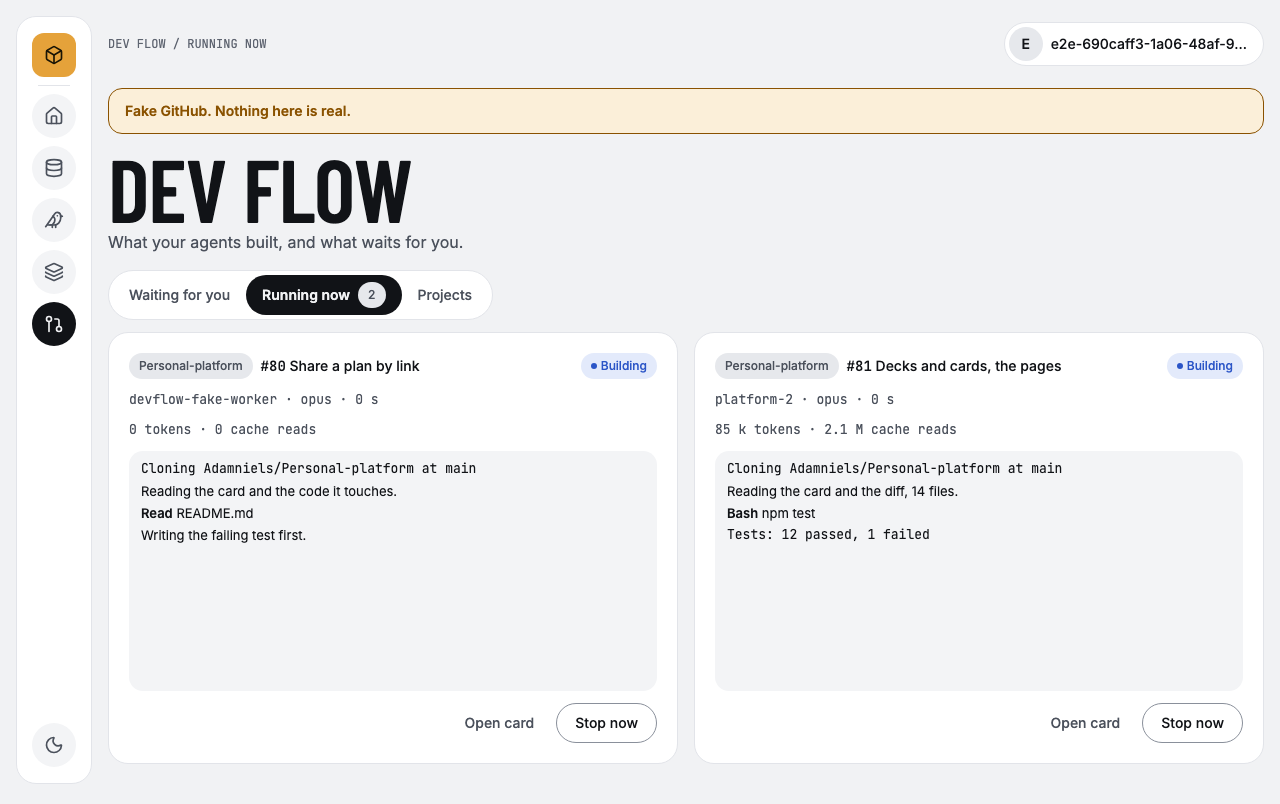 DEV FLOW / RUNNING NOW
E e2e-690caff3-1a06-48af-9...
Fake GitHub. Nothing here is real.
DEV FLOW
What your agents built, and what waits for you.
Waiting for you Running now 2 Projects
Personal-platform #80 Share a plan by link Building
devflow-fake-worker · opus · 0 s
0 tokens · 0 cache reads
Cloning Adamniels/Personal-platform at main
Reading the card and the code it touches.
Read README.md
Writing the failing test first.
Open card Stop now
Personal-platform #81 Decks and cards, the pages Building
platform-2 · opus · 0 s
85 k tokens · 2.1 M cache reads
Cloning Adamniels/Personal-platform at main
Reading the card and the diff, 14 files.
Bash npm test
Tests: 12 passed, 1 failed
Open card Stop now